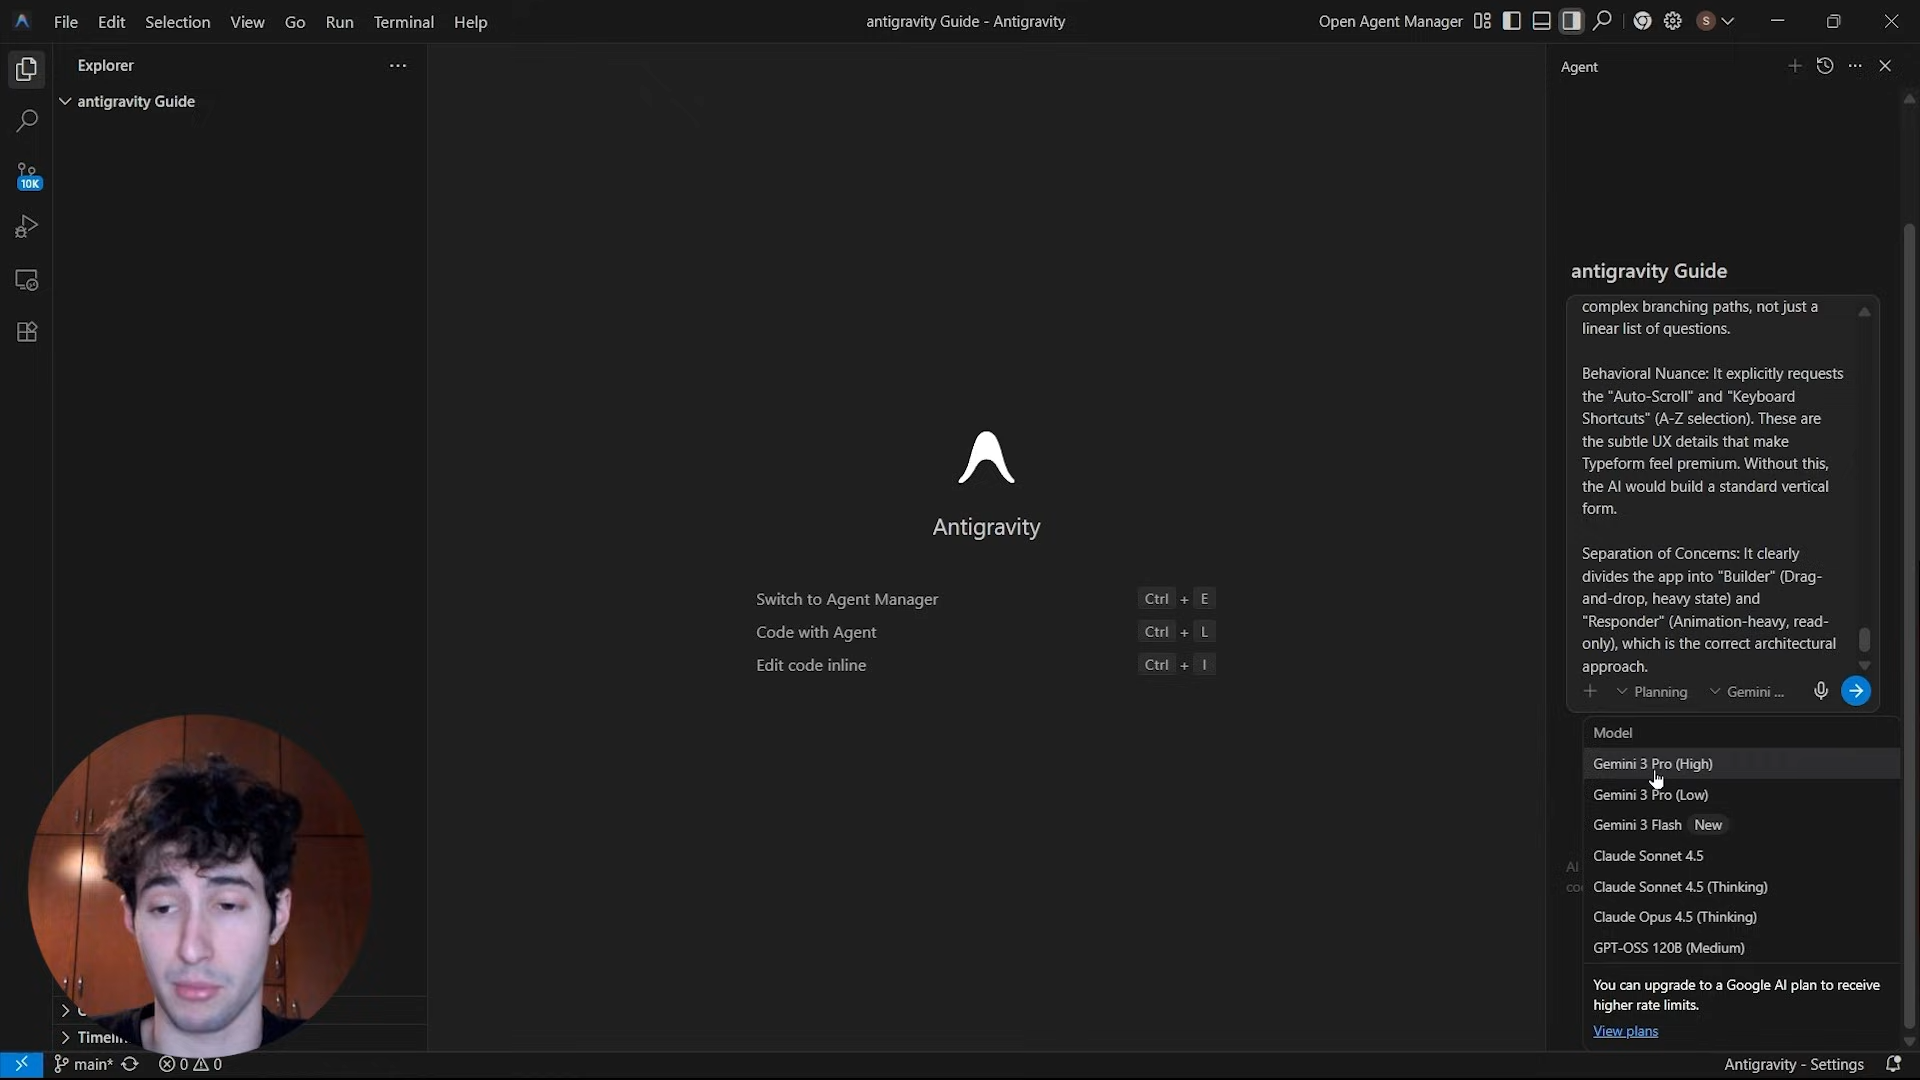 File Edit Selection View Go Run Terminal Help
antigravity Guide - Antigravity
Open Agent Manager
S
Explorer
antigravity Guide
10K
Timelin
main*
0 0
Antigravity
Switch to Agent Manager Ctrl + E
Code with Agent Ctrl + L
Edit code inline Ctrl + I
Agent
antigravity Guide
complex branching paths, not just a
linear list of questions.
Behavioral Nuance: It explicitly requests
the "Auto-Scroll" and "Keyboard
Shortcuts" (A-Z selection). These are
the subtle UX details that make
Typeform feel premium. Without this,
the AI would build a standard vertical
form.
Separation of Concerns: It clearly
divides the app into "Builder" (Drag-
and-drop, heavy state) and
"Responder" (Animation-heavy, read-
only), which is the correct architectural
approach.
Planning Gemini ...
Model
Gemini 3 Pro (High)
Gemini 3 Pro (Low)
Gemini 3 Flash New
AI
Claude Sonnet 4.5
Claude Sonnet 4.5 (Thinking)
Claude Opus 4.5 (Thinking)
GPT-OSS 120B (Medium)
You can upgrade to a Google AI plan to receive
higher rate limits.
View plans
Antigravity - Settings